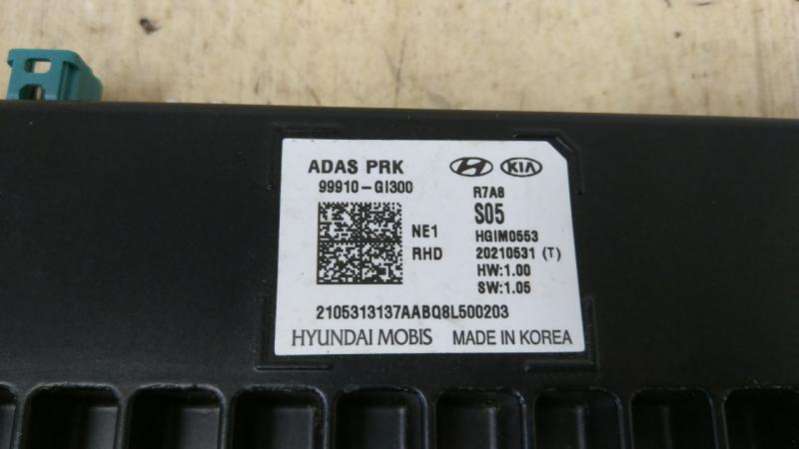 ADAS PRK
99910-GI300
KIA
R7A8
S05
NE1
HGIM0553
RHD
20210531 (T)
HW:1.00
SW:1.05
2105313137AABQ8L500203
HYUNDAI MOBIS MADE IN KOREA